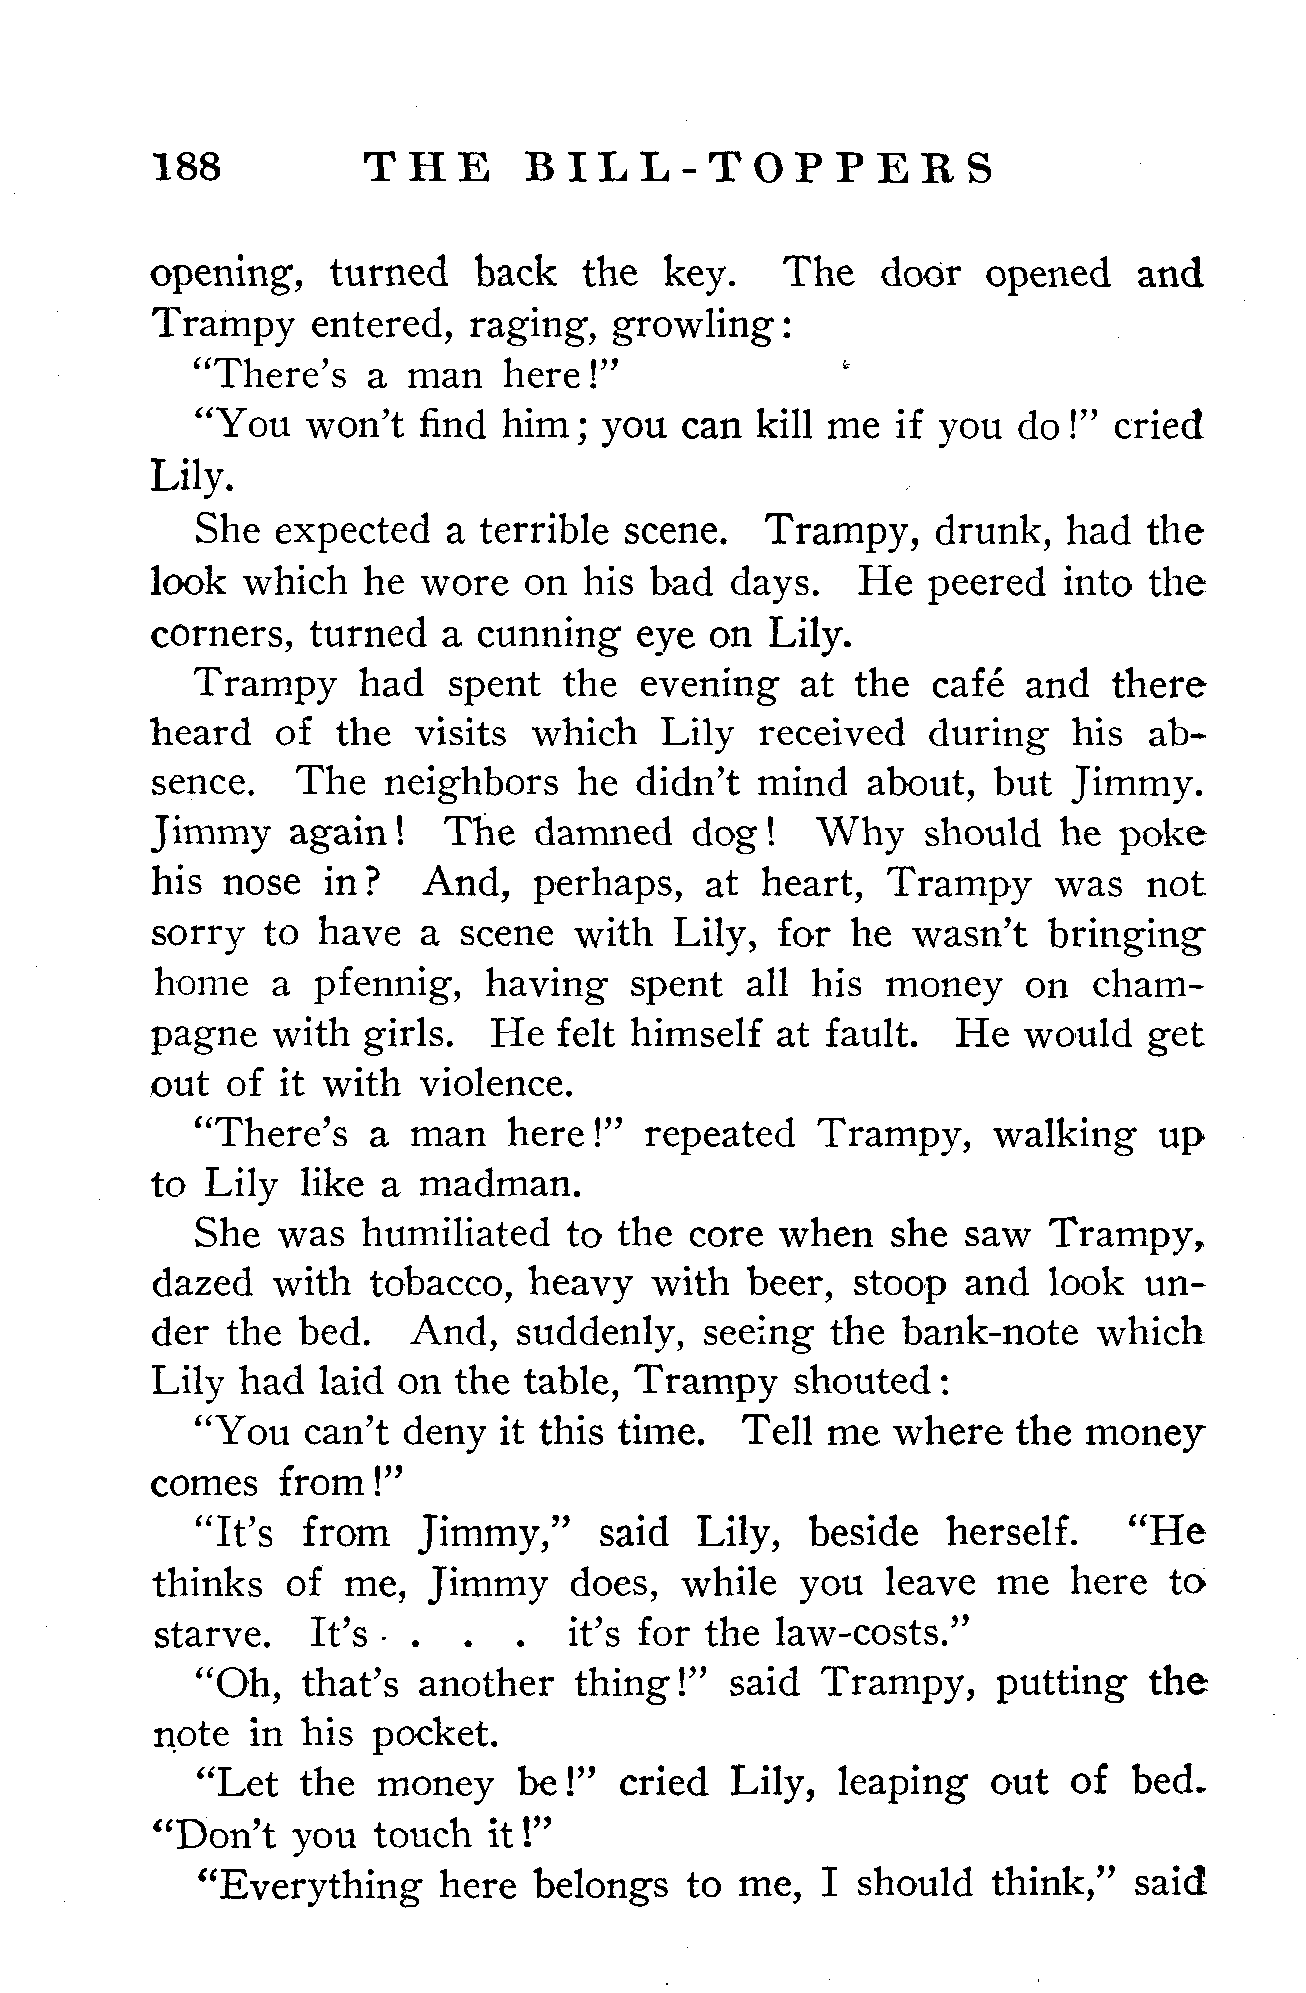 188 THE BILL-TOPPERS
opening, turned back the key. The door opened and
Trampy entered, raging, growling:
“There’s a man here!”
“You won’t find him; you can kill me if you do!” cried
Lily.
She expected a terrible scene. Trampy, drunk, had the
look which he wore on his bad days. He peered into the
corners, turned a cunning eye on Lily.
Trampy had spent the evening at the café and there
heard of the visits which Lily received during his ab-
sence. The neighbors he didn’t mind about, but Jimmy.
Jimmy again! The damned dog! Why should he poke
his nose in? And, perhaps, at heart, Trampy was not
sorry to have a scene with Lily, for he wasn’t bringing
home a pfennig, having spent all his money on cham-
pagne with girls. He felt himself at fault. He would get
out of it with violence.
“There’s a man here!” repeated Trampy, walking up
to Lily like a madman.
She was humiliated to the core when she saw Trampy,
dazed with tobacco, heavy with beer, stoop and look un-
der the bed. And, suddenly, seeing the bank-note which
Lily had laid on the table, Trampy shouted:
“You can’t deny it this time. Tell me where the money
comes from!”
“It’s from Jimmy,” said Lily, beside herself. “He
thinks of me, Jimmy does, while you leave me here to
starve. It’s . . . it’s for the law-costs.”
“Oh, that’s another thing!” said Trampy, putting the
note in his pocket.
“Let the money be!” cried Lily, leaping out of bed.
“Don’t you touch it!”
“Everything here belongs to me, I should think,” said